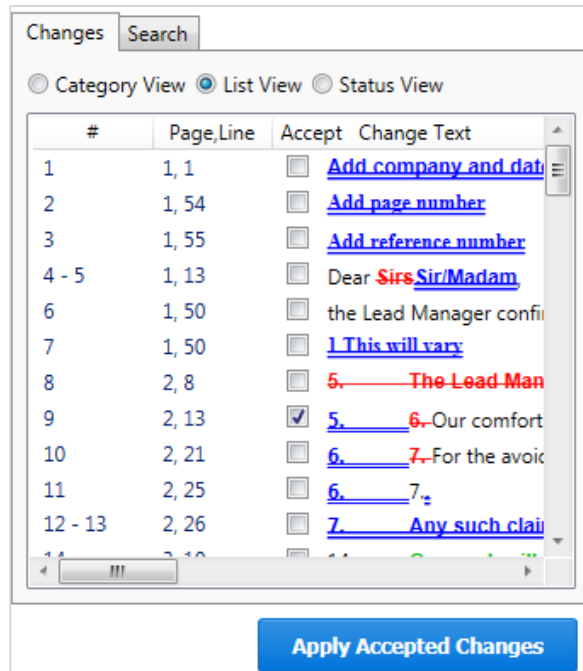 Changes Search
Category View List View Status View
# Page,Line Accept Change Text
1 1, 1 Add company and date
2 1, 54 Add page number
3 1, 55 Add reference number
4 - 5 1, 13 Dear Sirs Sir/Madam,
6 1, 50 the Lead Manager confi
7 1, 50 1 This will vary
8 2, 8 5. The Lead Man
9 2, 13 5. 6. Our comfort
10 2, 21 6. 7. For the avoid
11 2, 25 6. 7..
12 - 13 2, 26 7. Any such clai
Apply Accepted Changes